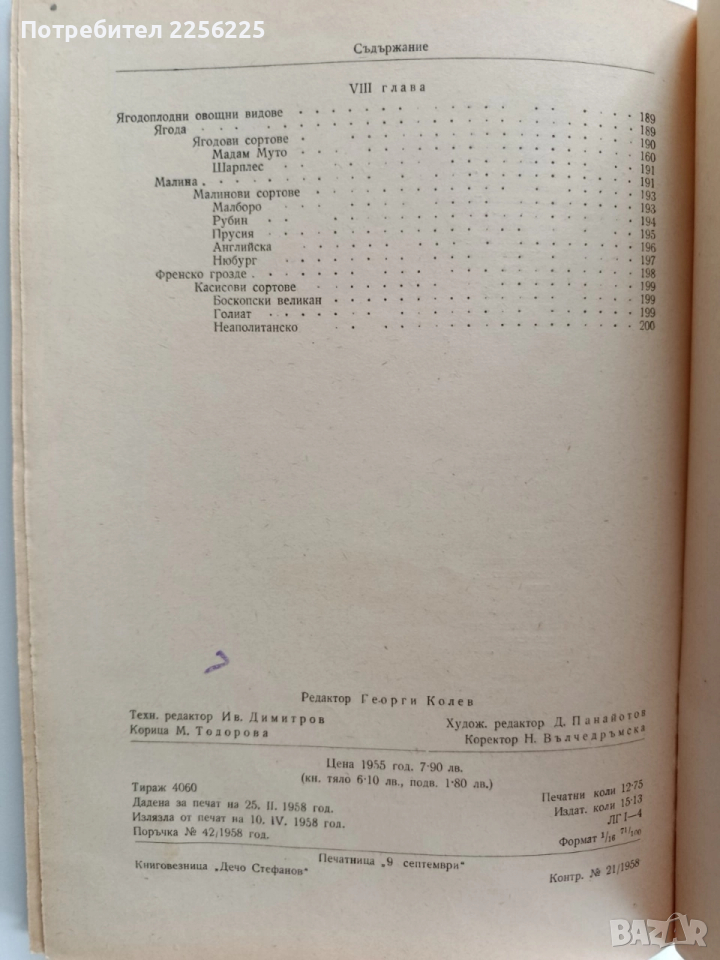 Потребител 2256225
Съдържание
VIII глава
Ягодоплодни овощни видове 189
Ягода 189
Ягодови сортове 190
Мадам Муто 160
Шарплес 191
Малина 191
Малинови сортове 193
Малборо 193
Рубин 194
Прусия 195
Английска 196
Нюбург 197
Френско грозде 198
Касисови сортове 199
Боскопски великан 199
Голиат 199
Неаполитанско 200
Редактор Георги Колев
Техн. редактор Ив. Димитров Худож. редактор Д. Панайотов
Корица М. Тодорова Коректор Н. Вълчедръмска
Цена 1955 год. 7·90 лв.
(кн. тяло 6·10 лв., подв. 1·80 лв.)
Тираж 4060 Печатни коли 12·75
Дадена за печат на 25. II. 1958 год. Издат. коли 15·13
Излязла от печат на 10. IV. 1958 год. ЛГ I—4
Поръчка № 42/1958 год. Формат 1/16 71/100
Печатница „9 септември"
Книговезница „Дечо Стефанов" Контр. № 21/1958
BAZAR